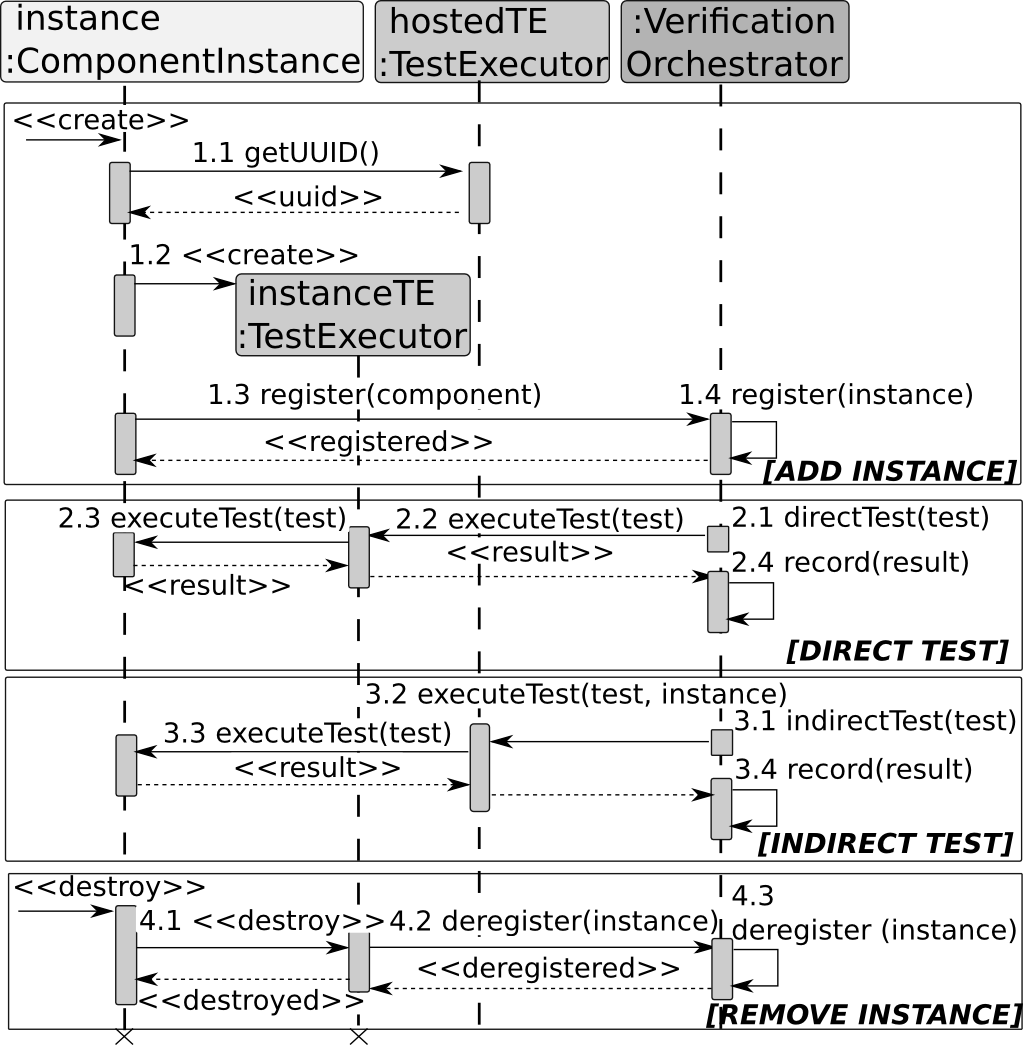 instance
:ComponentInstance
hostedTE
:TestExecutor
:Verification
Orchestrator
<<create>>
1.1 getUUID()
<<uuid>>
1.2 <<create>>
instanceTE
:TestExecutor
1.3 register(component)
1.4 register(instance)
<<registered>>
[ADD INSTANCE]
2.3 executeTest(test)
2.2 executeTest(test)
2.1 directTest(test)
<<result>>
2.4 record(result)
<<result>>
[DIRECT TEST]
3.2 executeTest(test, instance)
3.1 indirectTest(test)
3.3 executeTest(test)
<<result>>
3.4 record(result)
[INDIRECT TEST]
<<destroy>>
4.1 <<destroy>>
4.2 deregister(instance)
4.3
deregister (instance)
<<deregistered>>
<<destroyed>>
[REMOVE INSTANCE]